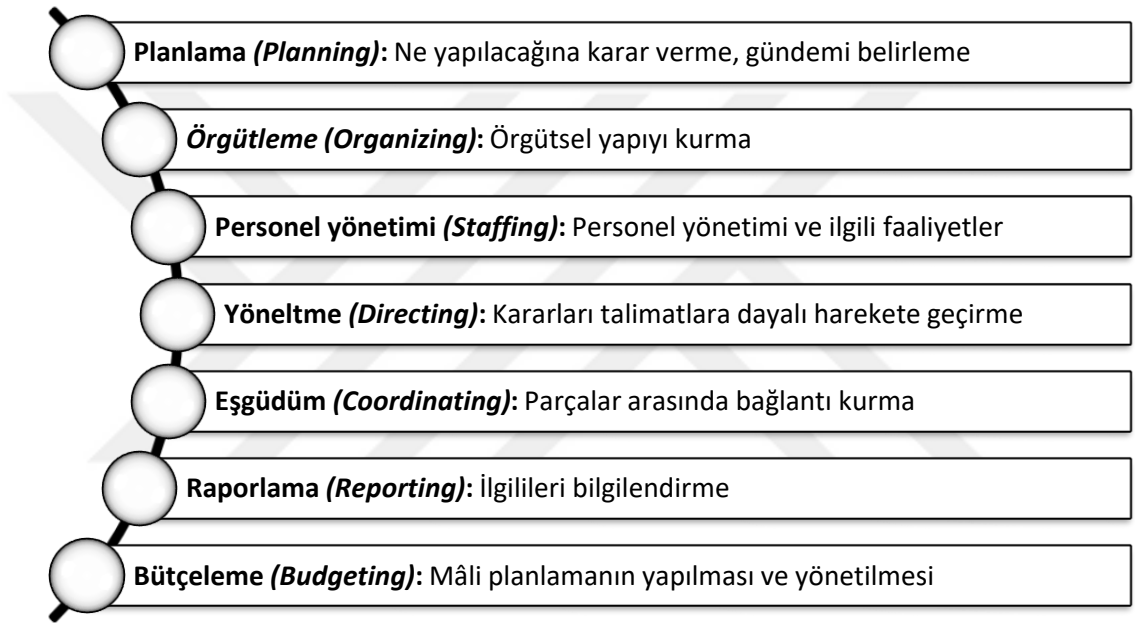 Planlama (Planning): Ne yapılacağına karar verme, gündemi belirleme
Örgütleme (Organizing): Örgütsel yapıyı kurma
Personel yönetimi (Staffing): Personel yönetimi ve ilgili faaliyetler
Yöneltme (Directing): Kararları talimatlara dayalı harekete geçirme
Eşgüdüm (Coordinating): Parçalar arasında bağlantı kurma
Raporlama (Reporting): İlgilileri bilgilendirme
Bütçeleme (Budgeting): Mâli planlamanın yapılması ve yönetilmesi